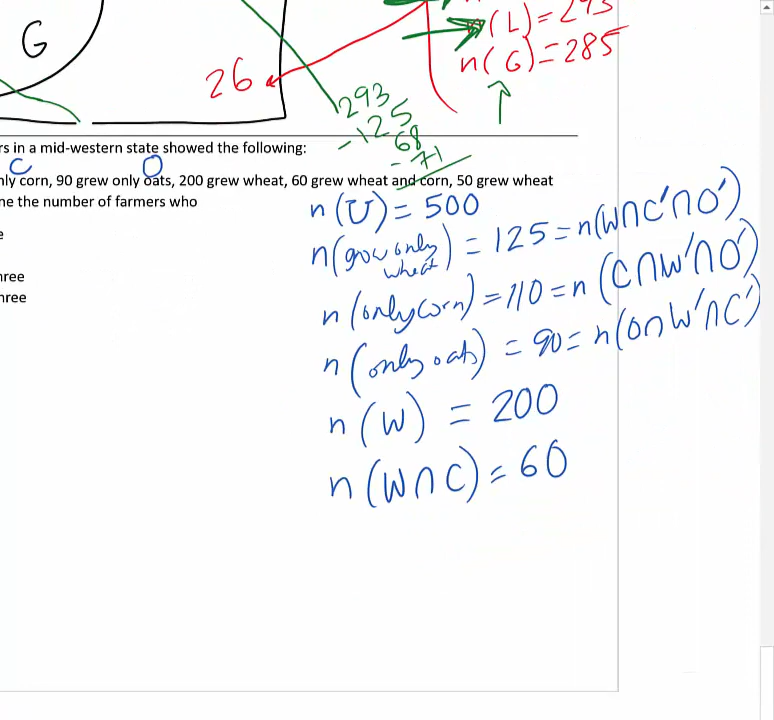 G
n(L)=293
n(G)=285
26
293
-125
68
-71
rs in a mid-western state showed the following:
C O
nly corn, 90 grew only oats, 200 grew wheat, 60 grew wheat and corn, 50 grew wheat
ne the number of farmers who
n(U)=500
n(grow only wheat) = 125 = n(W∩C'∩O')
e
n(only corn) = 110 = n(C∩W'∩O')
hree
hree
n(only oats) = 90 = n(O∩W'∩C')
n(W) = 200
n(W∩C) = 60